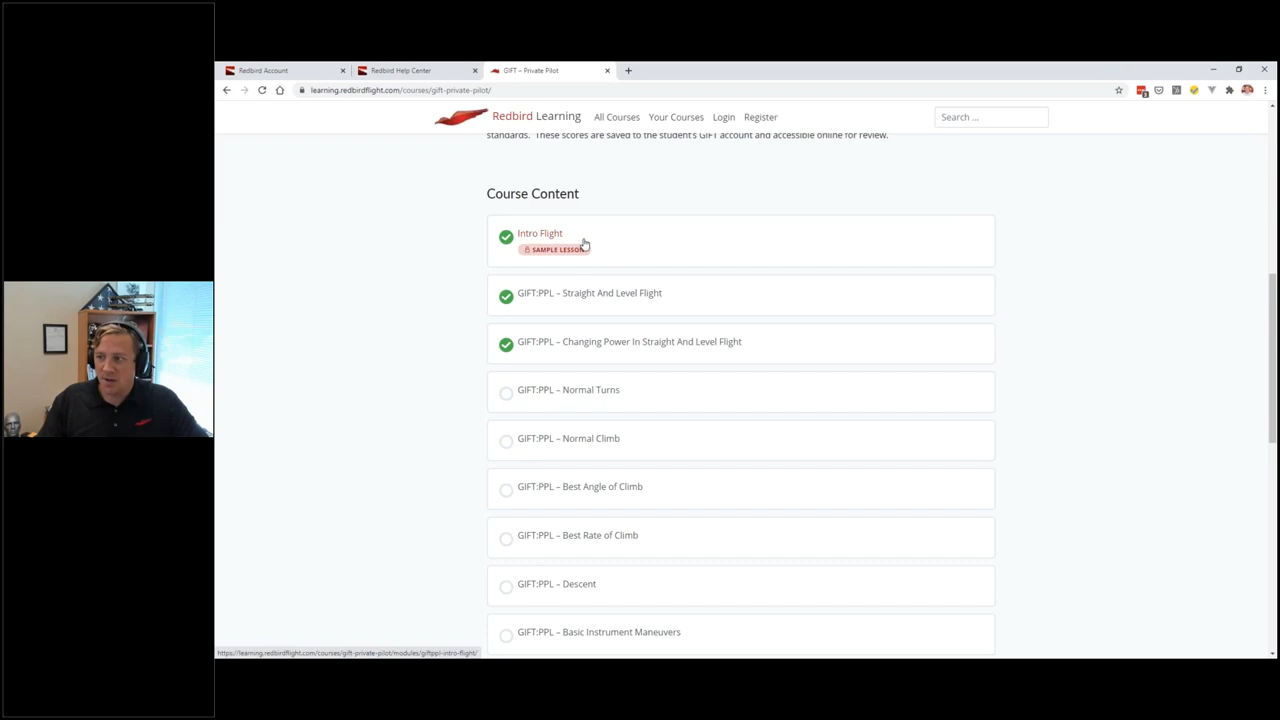 Redbird Account
Redbird Help Center
GIFT – Private Pilot
learning.redbirdflight.com/courses/gift-private-pilot/
Redbird Learning
All Courses
Your Courses
Login
Register
Search ...
standards. These scores are saved to the student's GIFT account and accessible online for review.
Course Content
Intro Flight
SAMPLE LESSON
GIFT:PPL – Straight And Level Flight
GIFT:PPL – Changing Power In Straight And Level Flight
GIFT:PPL – Normal Turns
GIFT:PPL – Normal Climb
GIFT:PPL – Best Angle of Climb
GIFT:PPL – Best Rate of Climb
GIFT:PPL – Descent
GIFT:PPL – Basic Instrument Maneuvers
https://learning.redbirdflight.com/courses/gift-private-pilot/modules/giftppl-intro-flight/